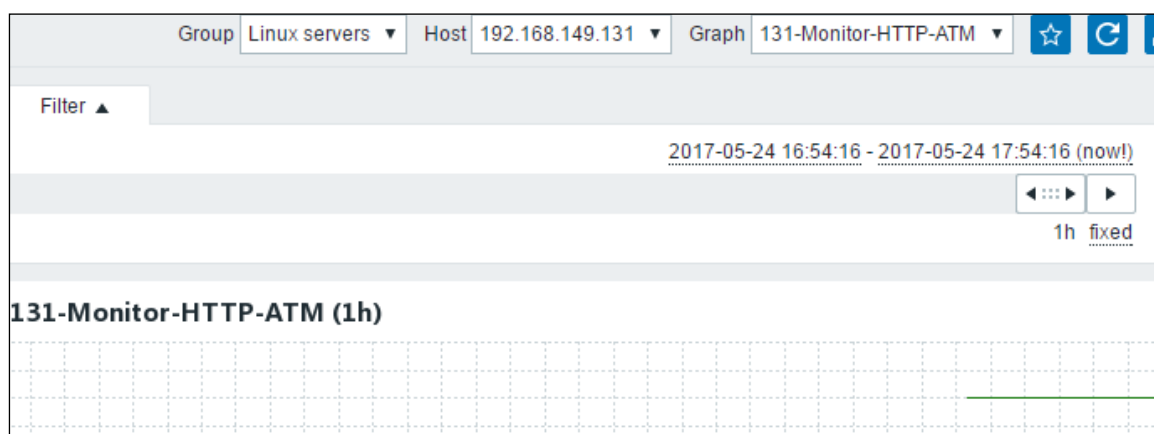 Group Linux servers Host 192.168.149.131 Graph 131-Monitor-HTTP-ATM
Filter
2017-05-24 16:54:16 - 2017-05-24 17:54:16 (now!)
1h fixed
131-Monitor-HTTP-ATM (1h)